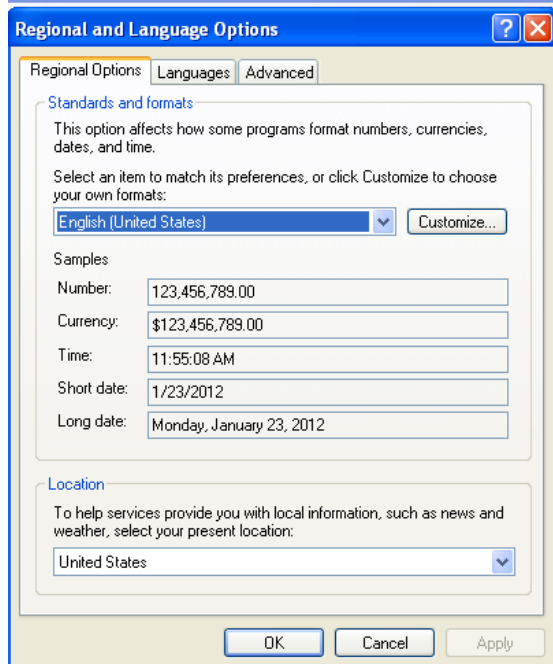 Regional and Language Options
Regional Options Languages Advanced
Standards and formats
This option affects how some programs format numbers, currencies,
dates, and time.
Select an item to match its preferences, or click Customize to choose
your own formats:
English (United States) Customize...
Samples
Number: 123,456,789.00
Currency: $123,456,789.00
Time: 11:55:08 AM
Short date: 1/23/2012
Long date: Monday, January 23, 2012
Location
To help services provide you with local information, such as news and
weather, select your present location:
United States
OK Cancel Apply